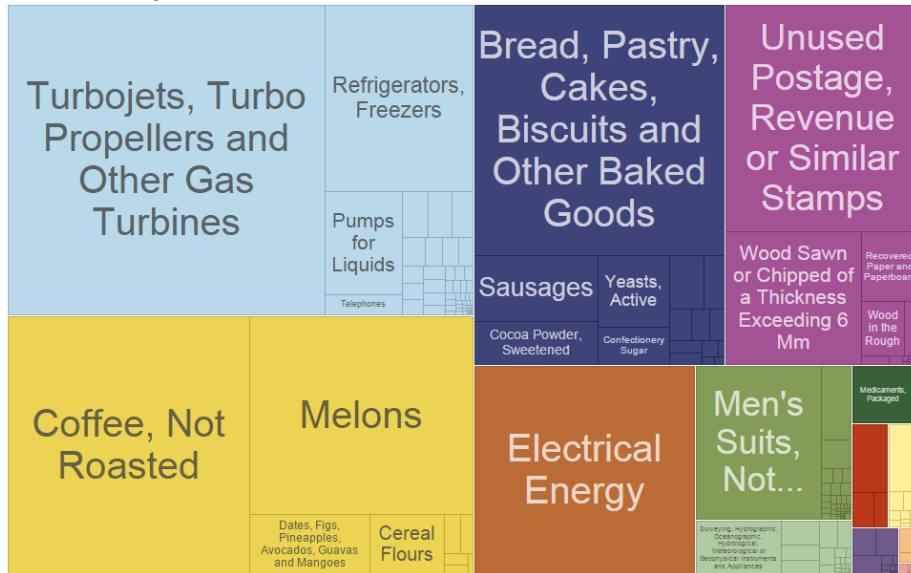 Turbojets, Turbo
Propellers and
Other Gas
Turbines
Refrigerators,
Freezers
Pumps
for
Liquids
Telephones
Bread, Pastry,
Cakes,
Biscuits and
Other Baked
Goods
Sausages
Yeasts,
Active
Cocoa Powder,
Sweetened
Confectionery
Sugar
Unused
Postage,
Revenue
or Similar
Stamps
Wood Sawn
or Chipped of
a Thickness
Exceeding 6
Mm
Recovered
Paper and
Paperboard
Wood
in the
Rough
Coffee, Not
Roasted
Melons
Dates, Figs,
Pineapples,
Avocados, Guavas
and Mangoes
Cereal
Flours
Electrical
Energy
Men's
Suits,
Not...
Surveying, Hydrographic,
Oceanographic,
Hydrological,
Meteorological or
Geophysical Instruments
and Appliances
Medicaments,
Packaged